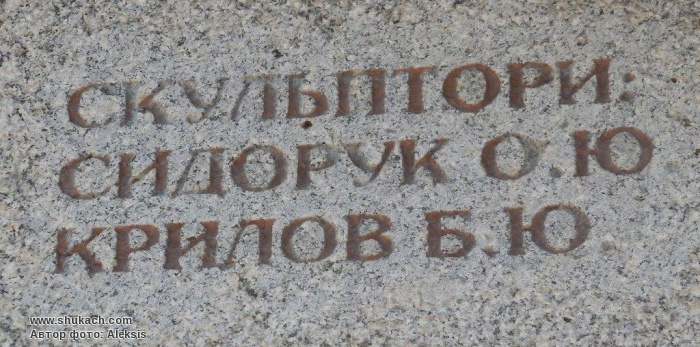 СКУЛЬПТОРИ:
СИДОРУК О.Ю
КРИЛОВ Б.Ю
www.shukach.com
Автор фото: Aleksis